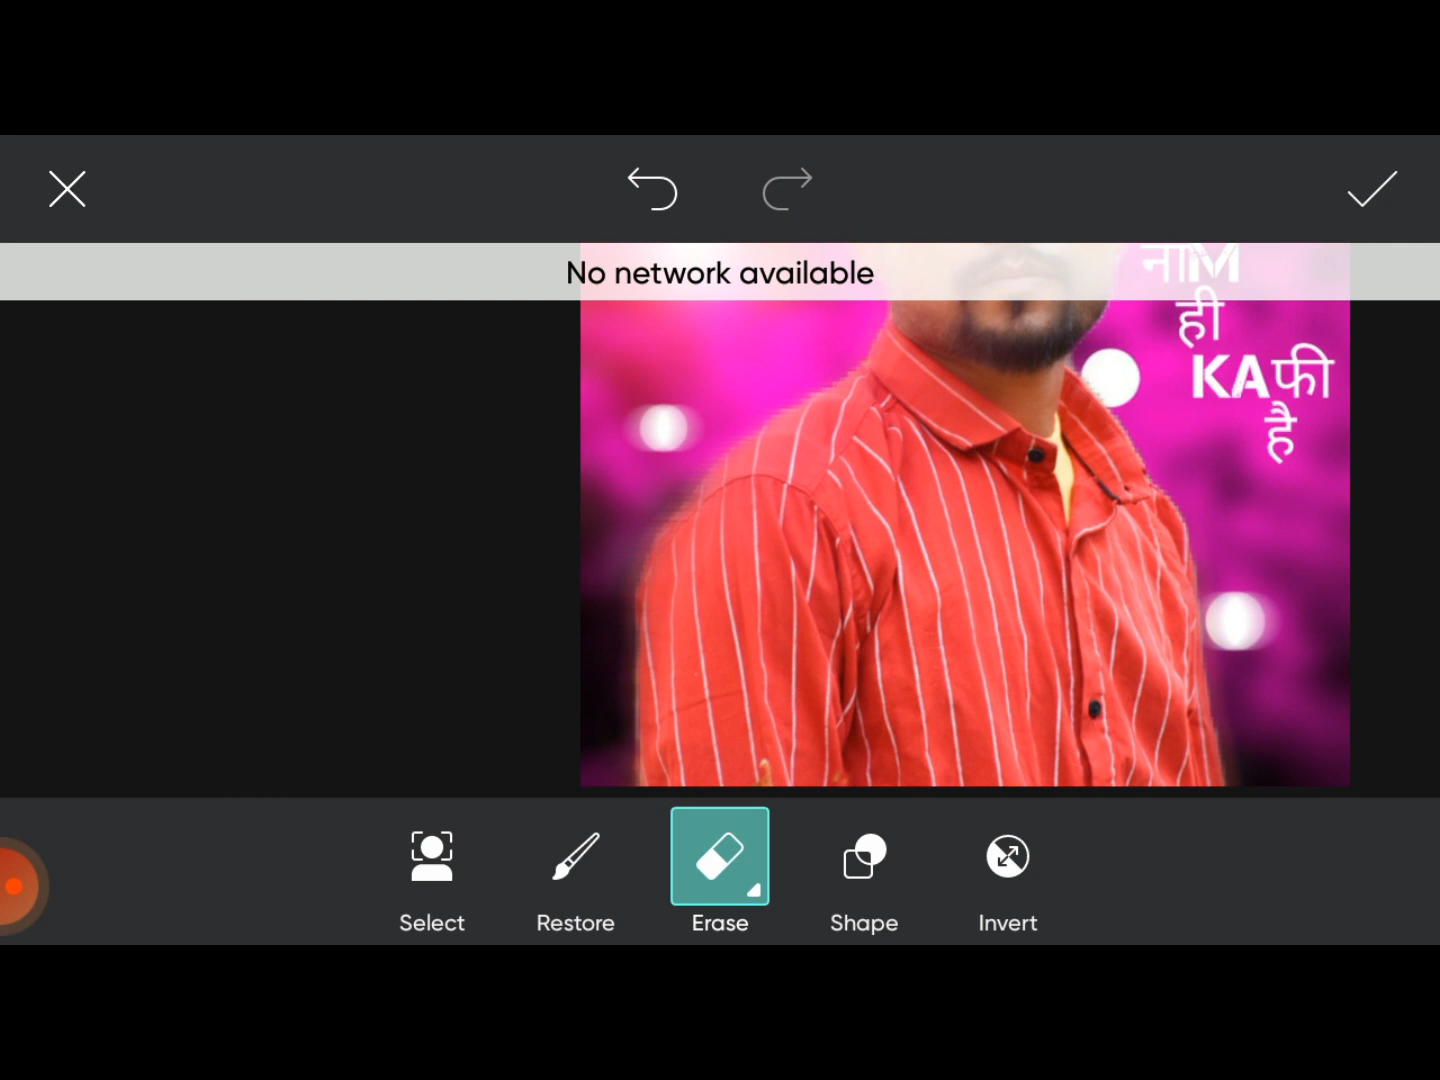 No network available
नाM
ही
KAफी
है
Select
Restore
Erase
Shape
Invert